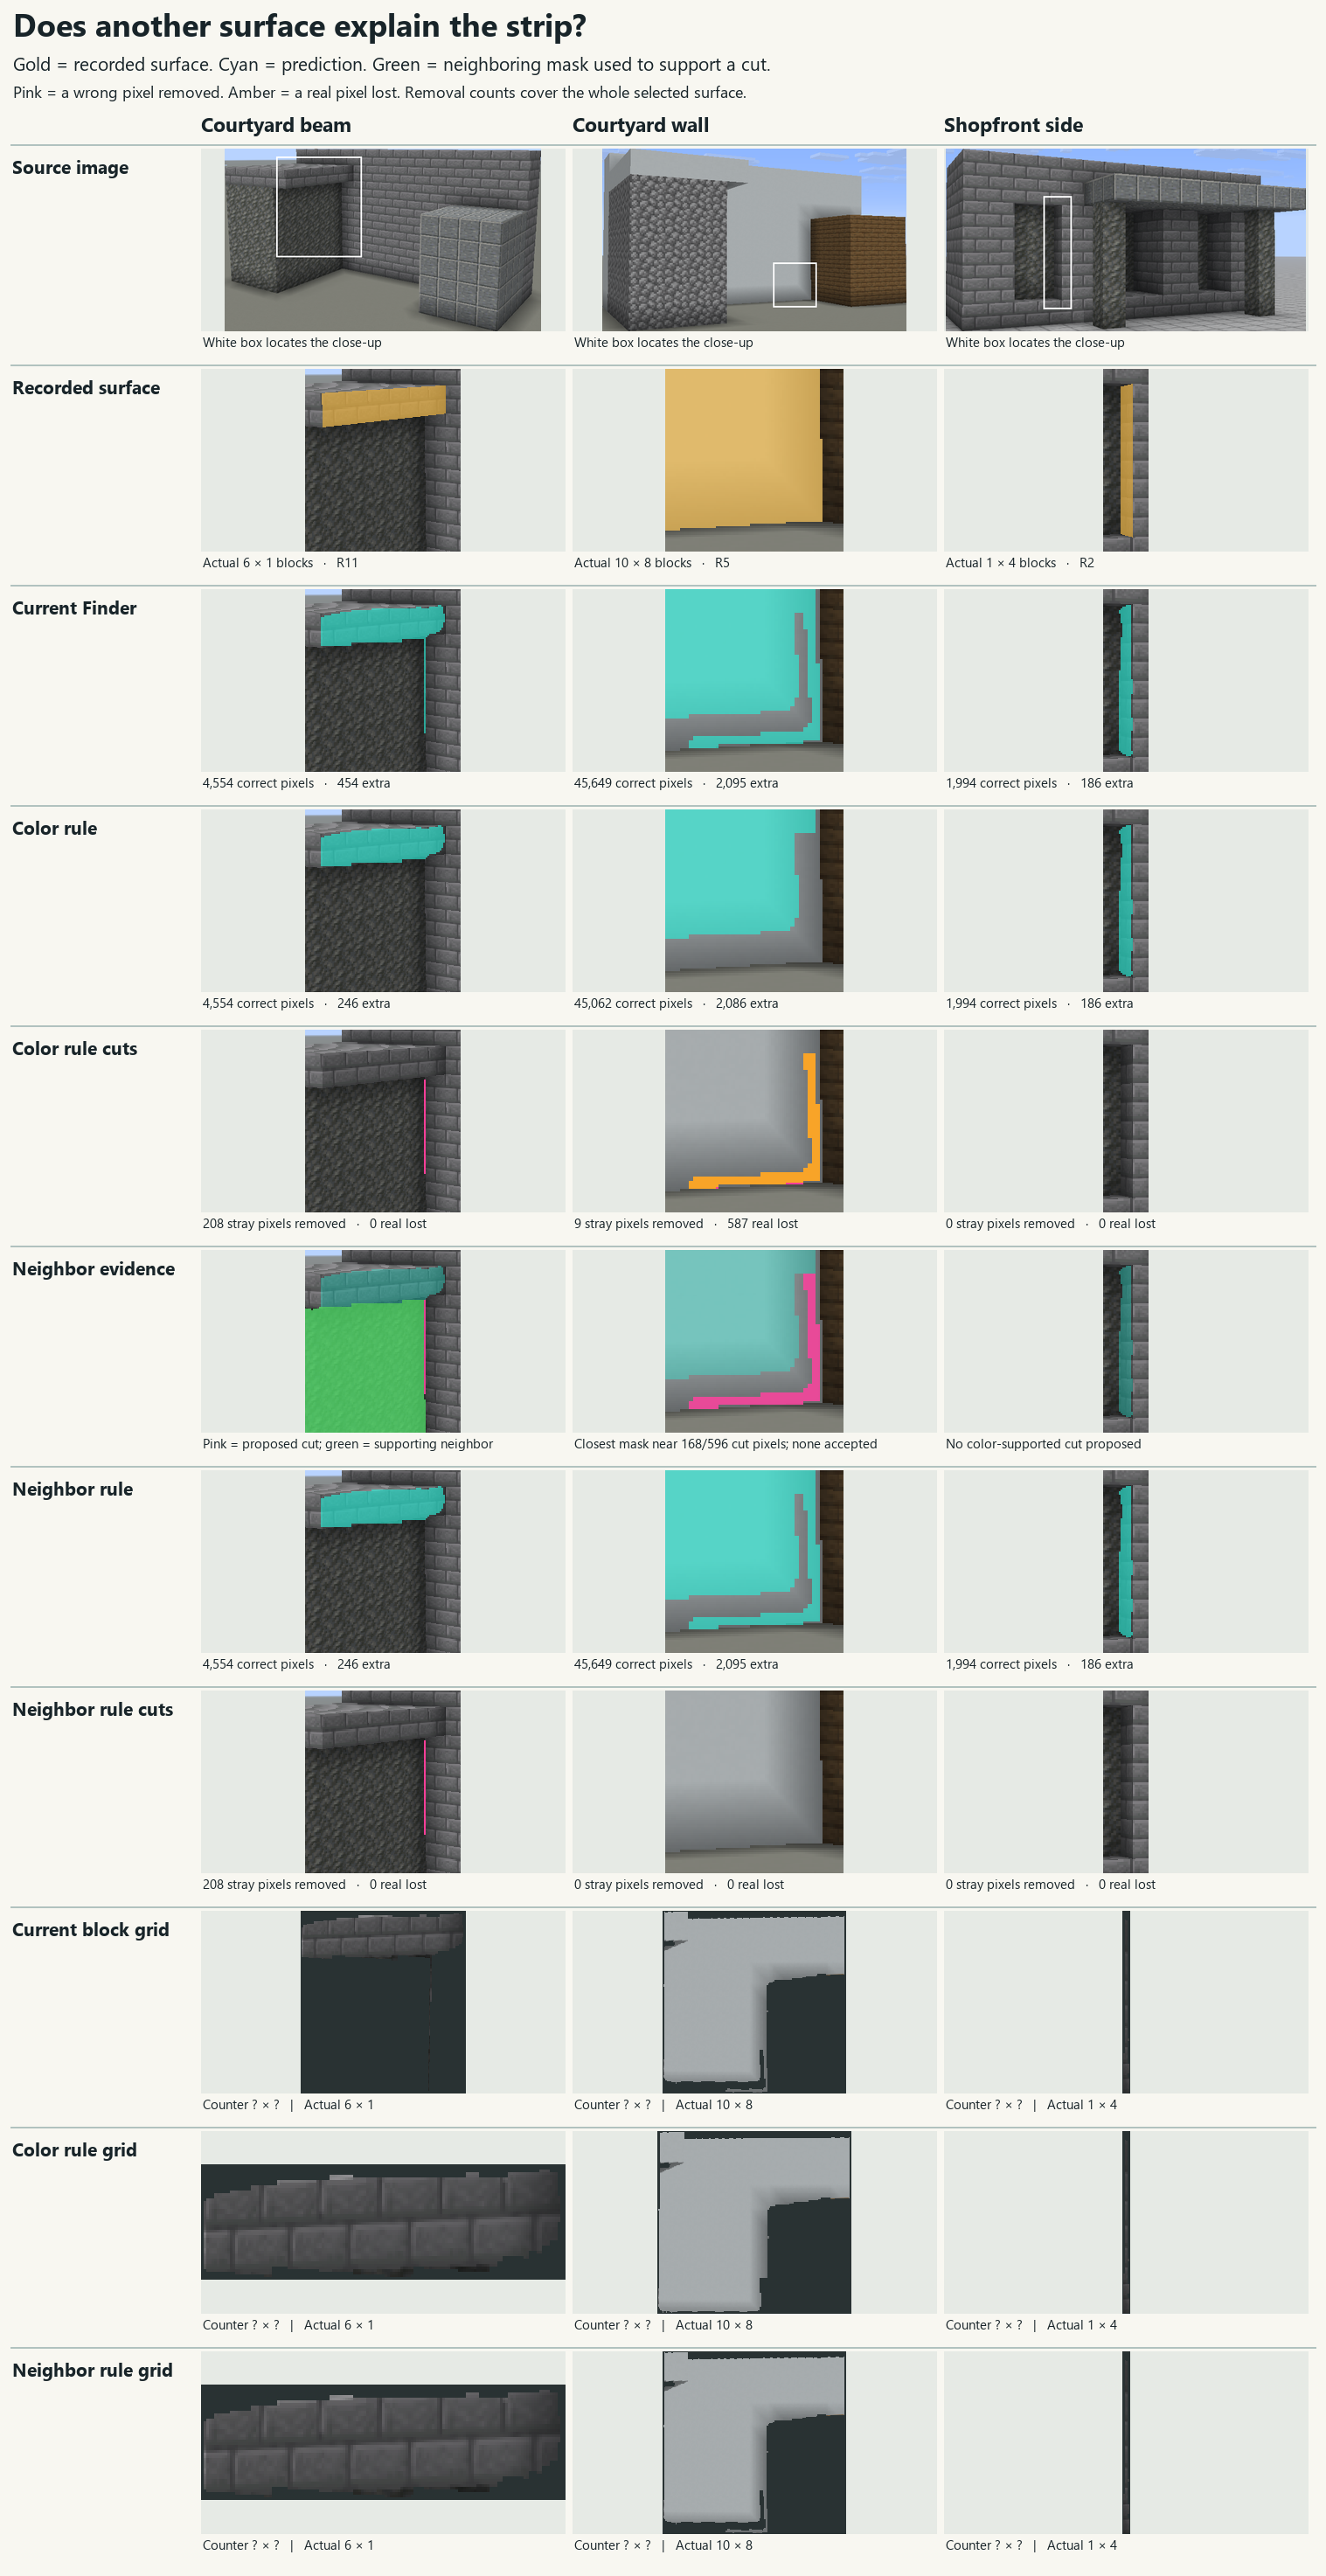 Does another surface explain the strip?
Gold = recorded surface. Cyan = prediction. Green = neighboring mask used to support a cut.
Pink = a wrong pixel removed. Amber = a real pixel lost. Removal counts cover the whole selected surface.
Courtyard beam Courtyard wall Shopfront side
Source image
White box locates the close-up White box locates the close-up White box locates the close-up
Recorded surface
Actual 6 × 1 blocks · R11 Actual 10 × 8 blocks · R5 Actual 1 × 4 blocks · R2
Current Finder
4,554 correct pixels · 454 extra 45,649 correct pixels · 2,095 extra 1,994 correct pixels · 186 extra
Color rule
4,554 correct pixels · 246 extra 45,062 correct pixels · 2,086 extra 1,994 correct pixels · 186 extra
Color rule cuts
208 stray pixels removed · 0 real lost 9 stray pixels removed · 587 real lost 0 stray pixels removed · 0 real lost
Neighbor evidence
Pink = proposed cut; green = supporting neighbor Closest mask near 168/596 cut pixels; none accepted No color-supported cut proposed
Neighbor rule
4,554 correct pixels · 246 extra 45,649 correct pixels · 2,095 extra 1,994 correct pixels · 186 extra
Neighbor rule cuts
208 stray pixels removed · 0 real lost 0 stray pixels removed · 0 real lost 0 stray pixels removed · 0 real lost
Current block grid
Counter ? × ? | Actual 6 × 1 Counter ? × ? | Actual 10 × 8 Counter ? × ? | Actual 1 × 4
Color rule grid
Counter ? × ? | Actual 6 × 1 Counter ? × ? | Actual 10 × 8 Counter ? × ? | Actual 1 × 4
Neighbor rule grid
Counter ? × ? | Actual 6 × 1 Counter ? × ? | Actual 10 × 8 Counter ? × ? | Actual 1 × 4